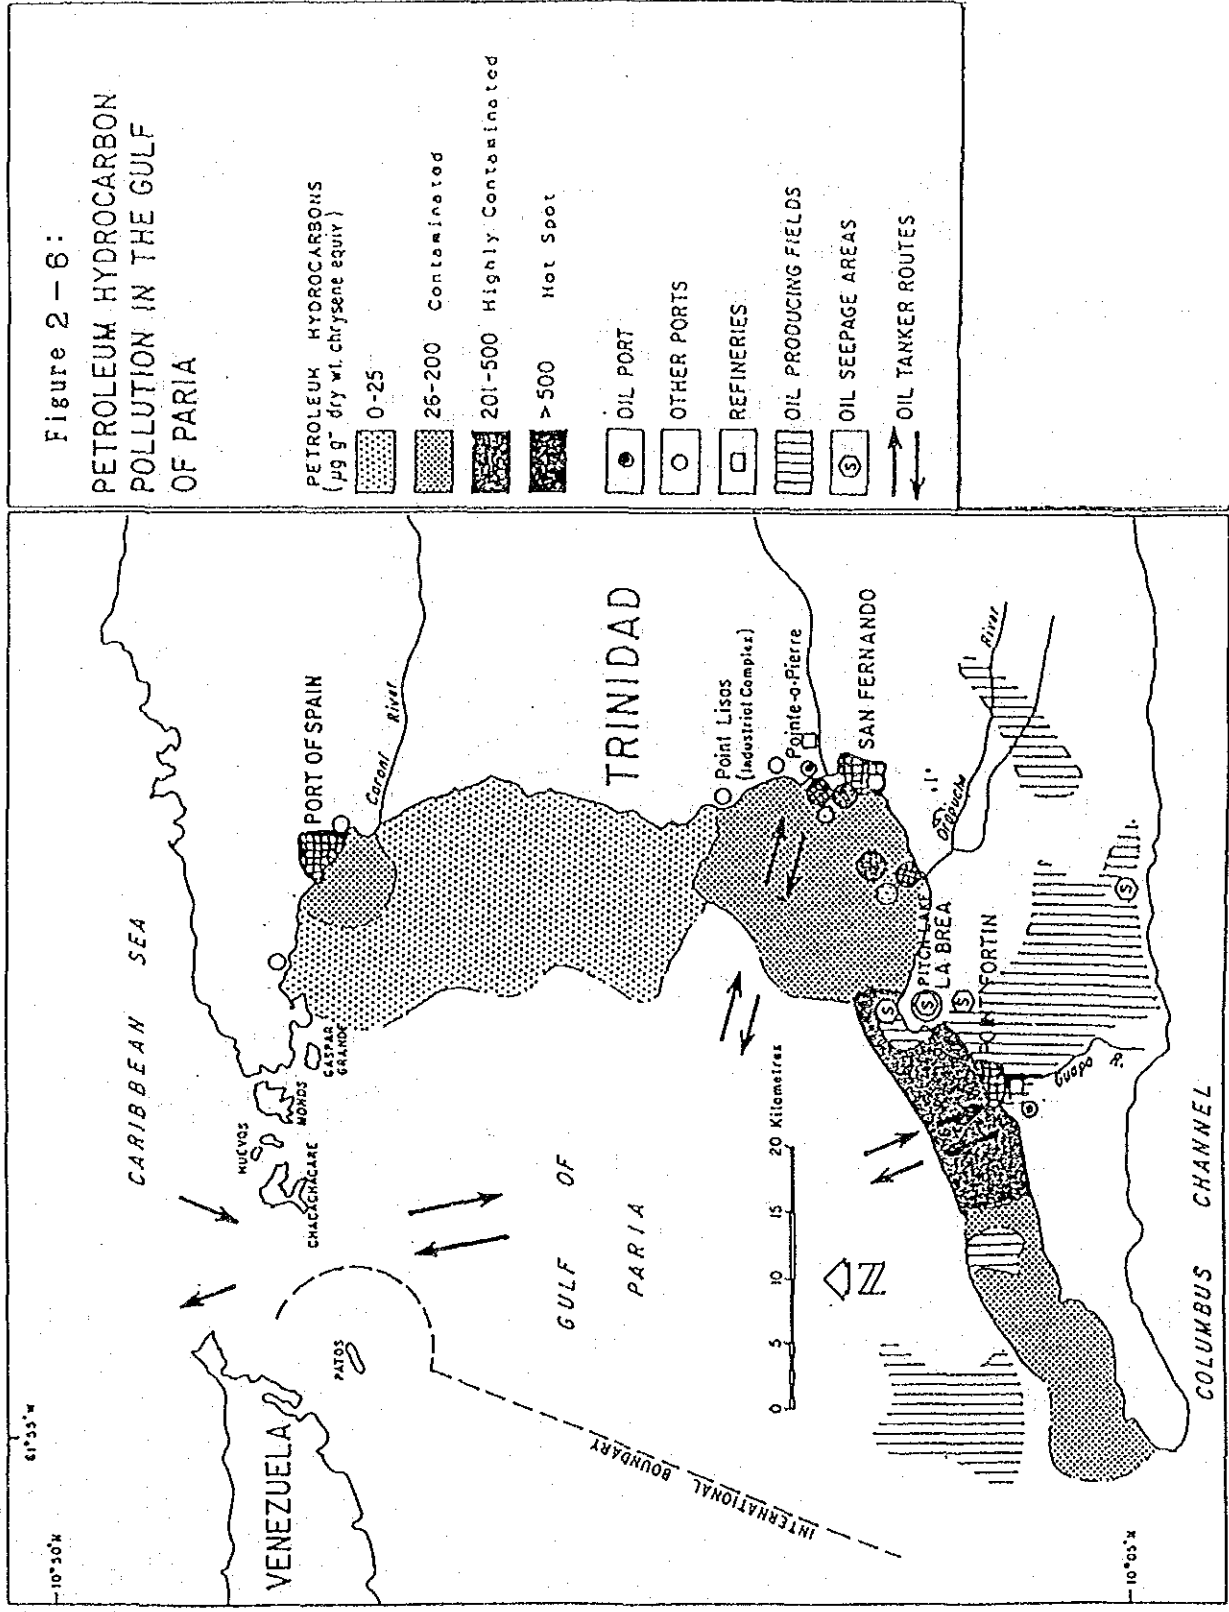 Figure 2-6:
PETROLEUM HYDROCARBON
POLLUTION IN THE GULF
OF PARIA
PETROLEUM HYDROCARBONS
(µg g⁻ dry wt. chrysene equiv)
0-25
26-200 Contaminated
201-500 Highly Contaminated
>500 Hot Spot
OIL PORT
OTHER PORTS
REFINERIES
OIL PRODUCING FIELDS
S OIL SEEPAGE AREAS
OIL TANKER ROUTES
61°55'W
10°50'N
CARIBBEAN SEA
VENEZUELA
PATOS
HUEVOS
CHACACHACARE
MONOS
GASPAR
GRANDE
PORT OF SPAIN
Caroni River
GULF OF
PARIA
TRINIDAD
INTERNATIONAL
BOUNDARY
Point Lisas
(Industrial Complex)
Pointe-a-Pierre
SAN FERNANDO
0 5 10 15 20 Kilometres
N
Oropuche River
S
S
S
S
PITCH LAKE
LA BREA
FORTIN
Guapo R.
10°05'N
COLUMBUS CHANNEL